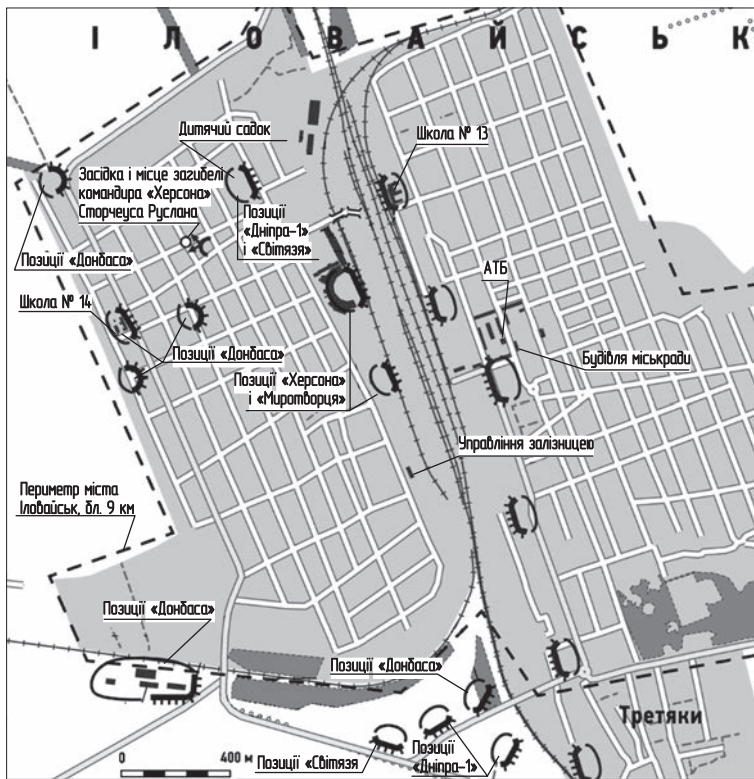 ІЛОВАЙСЬК
Дитячий садок
Школа № 13
Засідка і місце загибелі
командира «Херсона»
Сторчеуса Руслана
Позиції
«Дніпра-1»
і «Світязя»
Позиції «Донбаса»
АТБ
Школа № 14
Позиції «Донбаса»
Будівля міськради
Позиції «Херсона»
і «Миротворця»
Управління залізницею
Периметр міста
Іловайськ, бл. 9 км
Позиції «Донбаса»
Позиції «Донбаса»
Третяки
0 400 м
Позиції «Світязя
Позиції
«Дніпра-1»